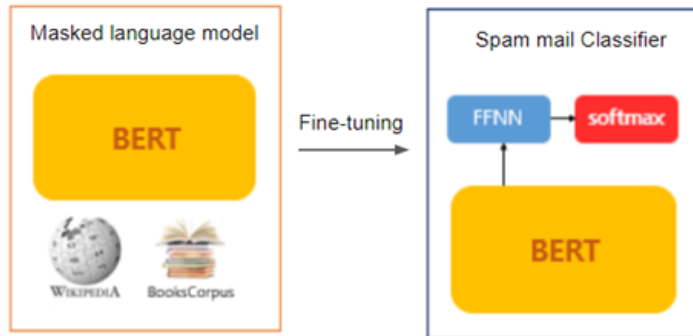 Masked language model
BERT
WIKIPEDIA
BooksCorpus
Fine-tuning
Spam mail Classifier
FFNN
softmax
BERT